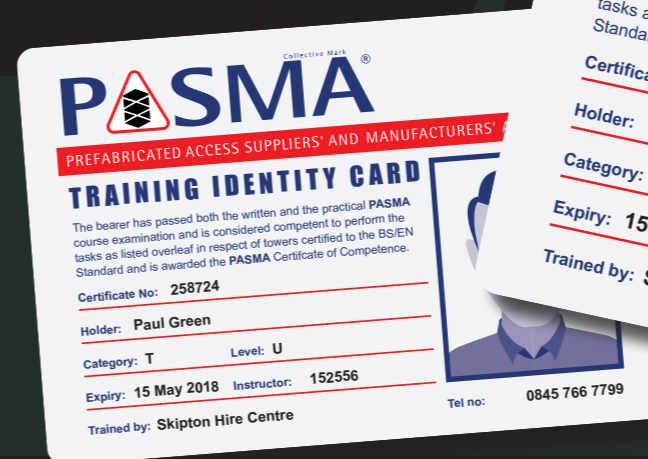 Collective Mark
PASMA®
PREFABRICATED ACCESS SUPPLIERS' AND MANUFACTURERS'
TRAINING IDENTITY CARD
The bearer has passed both the written and the practical PASMA
course examination and is considered competent to perform the
tasks as listed overleaf in respect of towers certified to the BS/EN
Standard and is awarded the PASMA Certifcate of Competence.
Certificate No: 258724
Holder: Paul Green
Category: T Level: U
Expiry: 15 May 2018 Instructor: 152556
Trained by: Skipton Hire Centre
Tel no: 0845 766 7799
tasks
Holder:
Category:
Expiry: 15
Trained by: